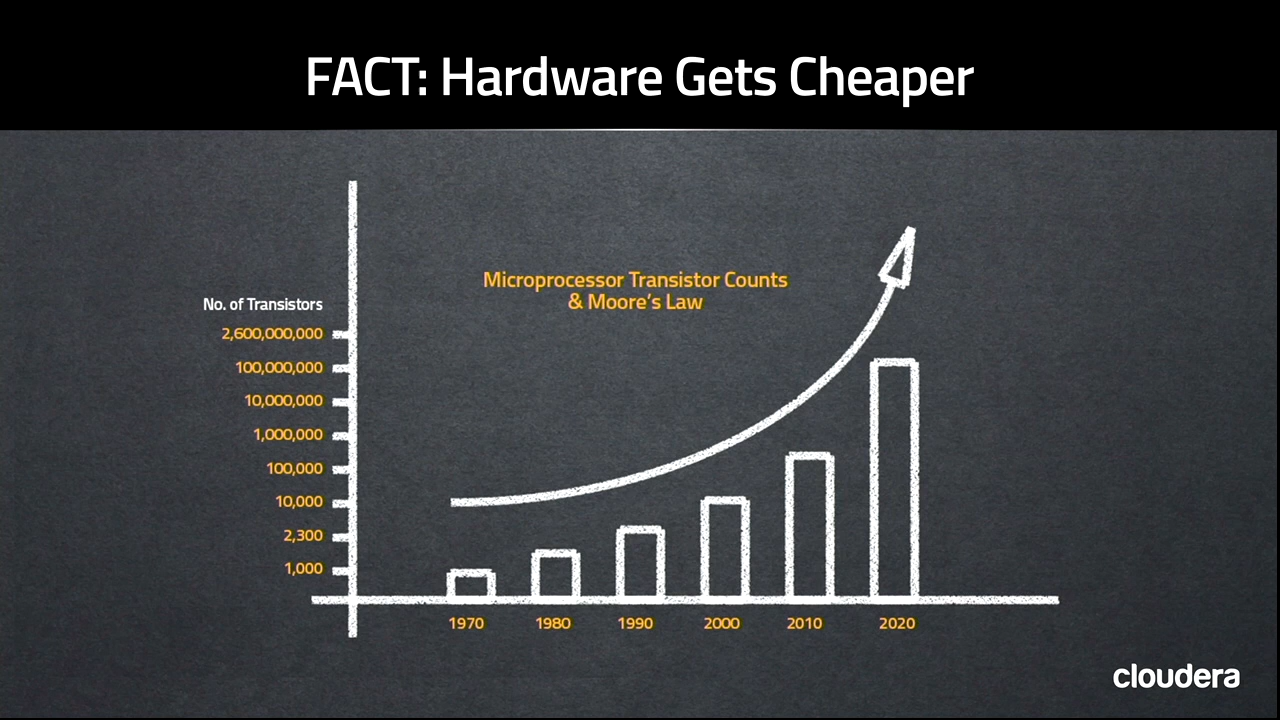 FACT: Hardware Gets Cheaper
Microprocessor Transistor Counts
& Moore's Law
No. of Transistors
2,600,000,000
100,000,000
10,000,000
1,000,000
100,000
10,000
2,300
1,000
1970 1980 1990 2000 2010 2020
cloudera